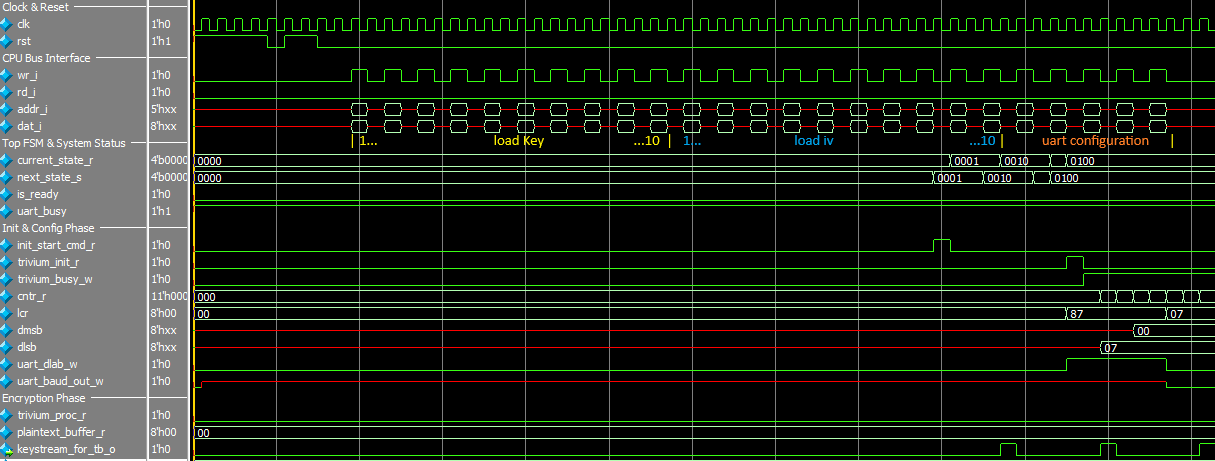 Clock & Reset
clk 1'h0
rst 1'h1
CPU Bus Interface
wr_i 1'h0
rd_i 1'h0
addr_i 5'hxx
dat_i 8'hxx
| 1... load Key ...10 | 1... load iv ...10 | uart configuration |
Top FSM & System Status
current_state_r 4'b0000 0000 0001 0010 0100
next_state_s 4'b0000 0000 0001 0010 0100
is_ready 1'h0
uart_busy 1'h1
Init & Config Phase
init_start_cmd_r 1'h0
trivium_init_r 1'h0
trivium_busy_w 1'h0
cntr_r 11'h000 000
lcr 8'h00 00 87 07
dmsb 8'hxx 00
dlsb 8'hxx 07
uart_dlab_w 1'h0
uart_baud_out_w 1'h0
Encryption Phase
trivium_proc_r 1'h0
plaintext_buffer_r 8'h00 00
keystream_for_tb_o 1'h0